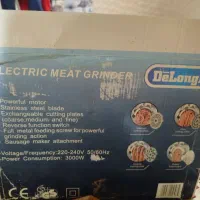 LECTRIC MEAT GRINDER
DeLong
Powerful motor
Stainless steel blade
Exchangeable cutting plates
(coarse,medium and fine)
Reverse function switch
Full metal feeding screw for powerful
grinding action
Sausage maker attachment
Voltage/Frequency:220-240V 50/60Hz
Power Consumption: 3000W
CE
GS